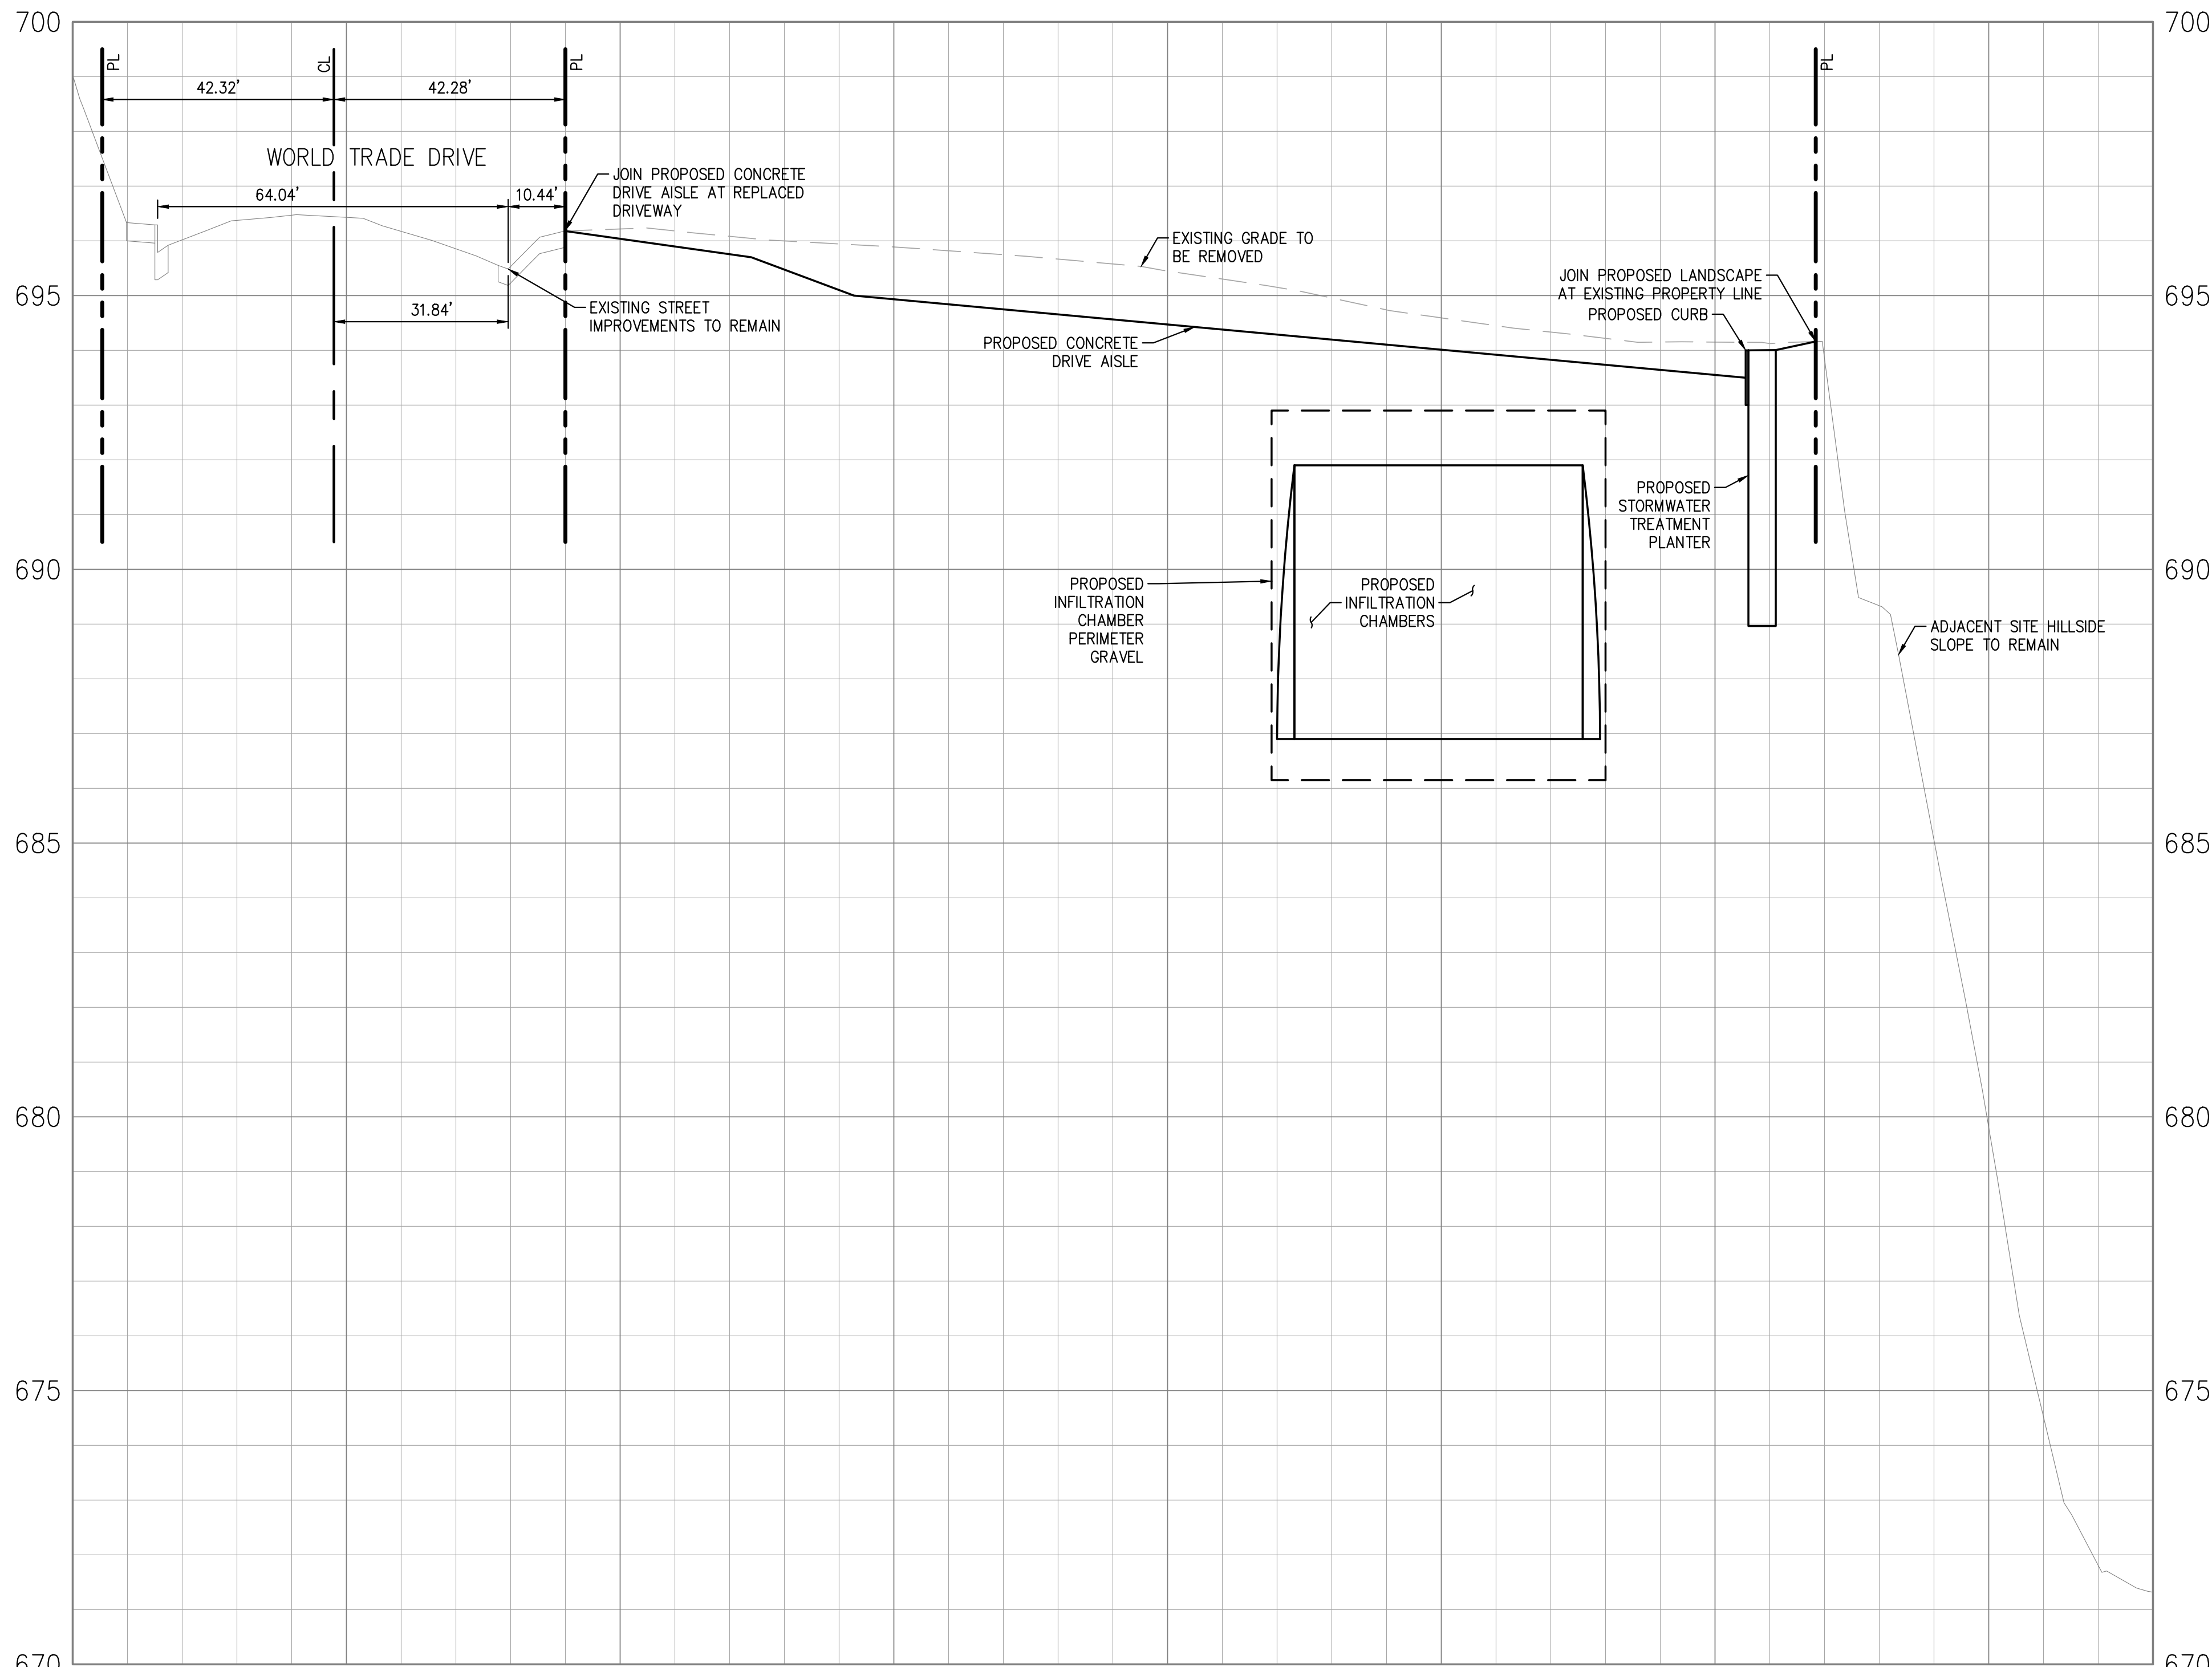 700
700
PL
CL
PL
PL
42.32'
42.28'
WORLD TRADE DRIVE
64.04'
10.44'
JOIN PROPOSED CONCRETE
DRIVE AISLE AT REPLACED
DRIVEWAY
EXISTING GRADE TO
BE REMOVED
JOIN PROPOSED LANDSCAPE
AT EXISTING PROPERTY LINE
PROPOSED CURB
695
695
31.84'
EXISTING STREET
IMPROVEMENTS TO REMAIN
PROPOSED CONCRETE
DRIVE AISLE
PROPOSED
STORMWATER
TREATMENT
PLANTER
690
690
PROPOSED
INFILTRATION
CHAMBER
PERIMETER
GRAVEL
PROPOSED
INFILTRATION
CHAMBERS
ADJACENT SITE HILLSIDE
SLOPE TO REMAIN
685
685
680
680
675
675
670
670